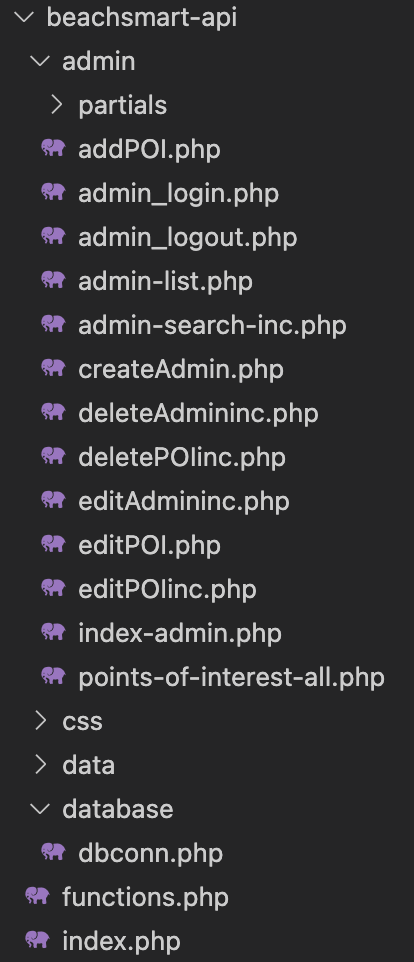 beachsmart-api
admin
partials
addPOI.php
admin_login.php
admin_logout.php
admin-list.php
admin-search-inc.php
createAdmin.php
deleteAdmininc.php
deletePOIinc.php
editAdmininc.php
editPOI.php
editPOIinc.php
index-admin.php
points-of-interest-all.php
css
data
database
dbconn.php
functions.php
index.php